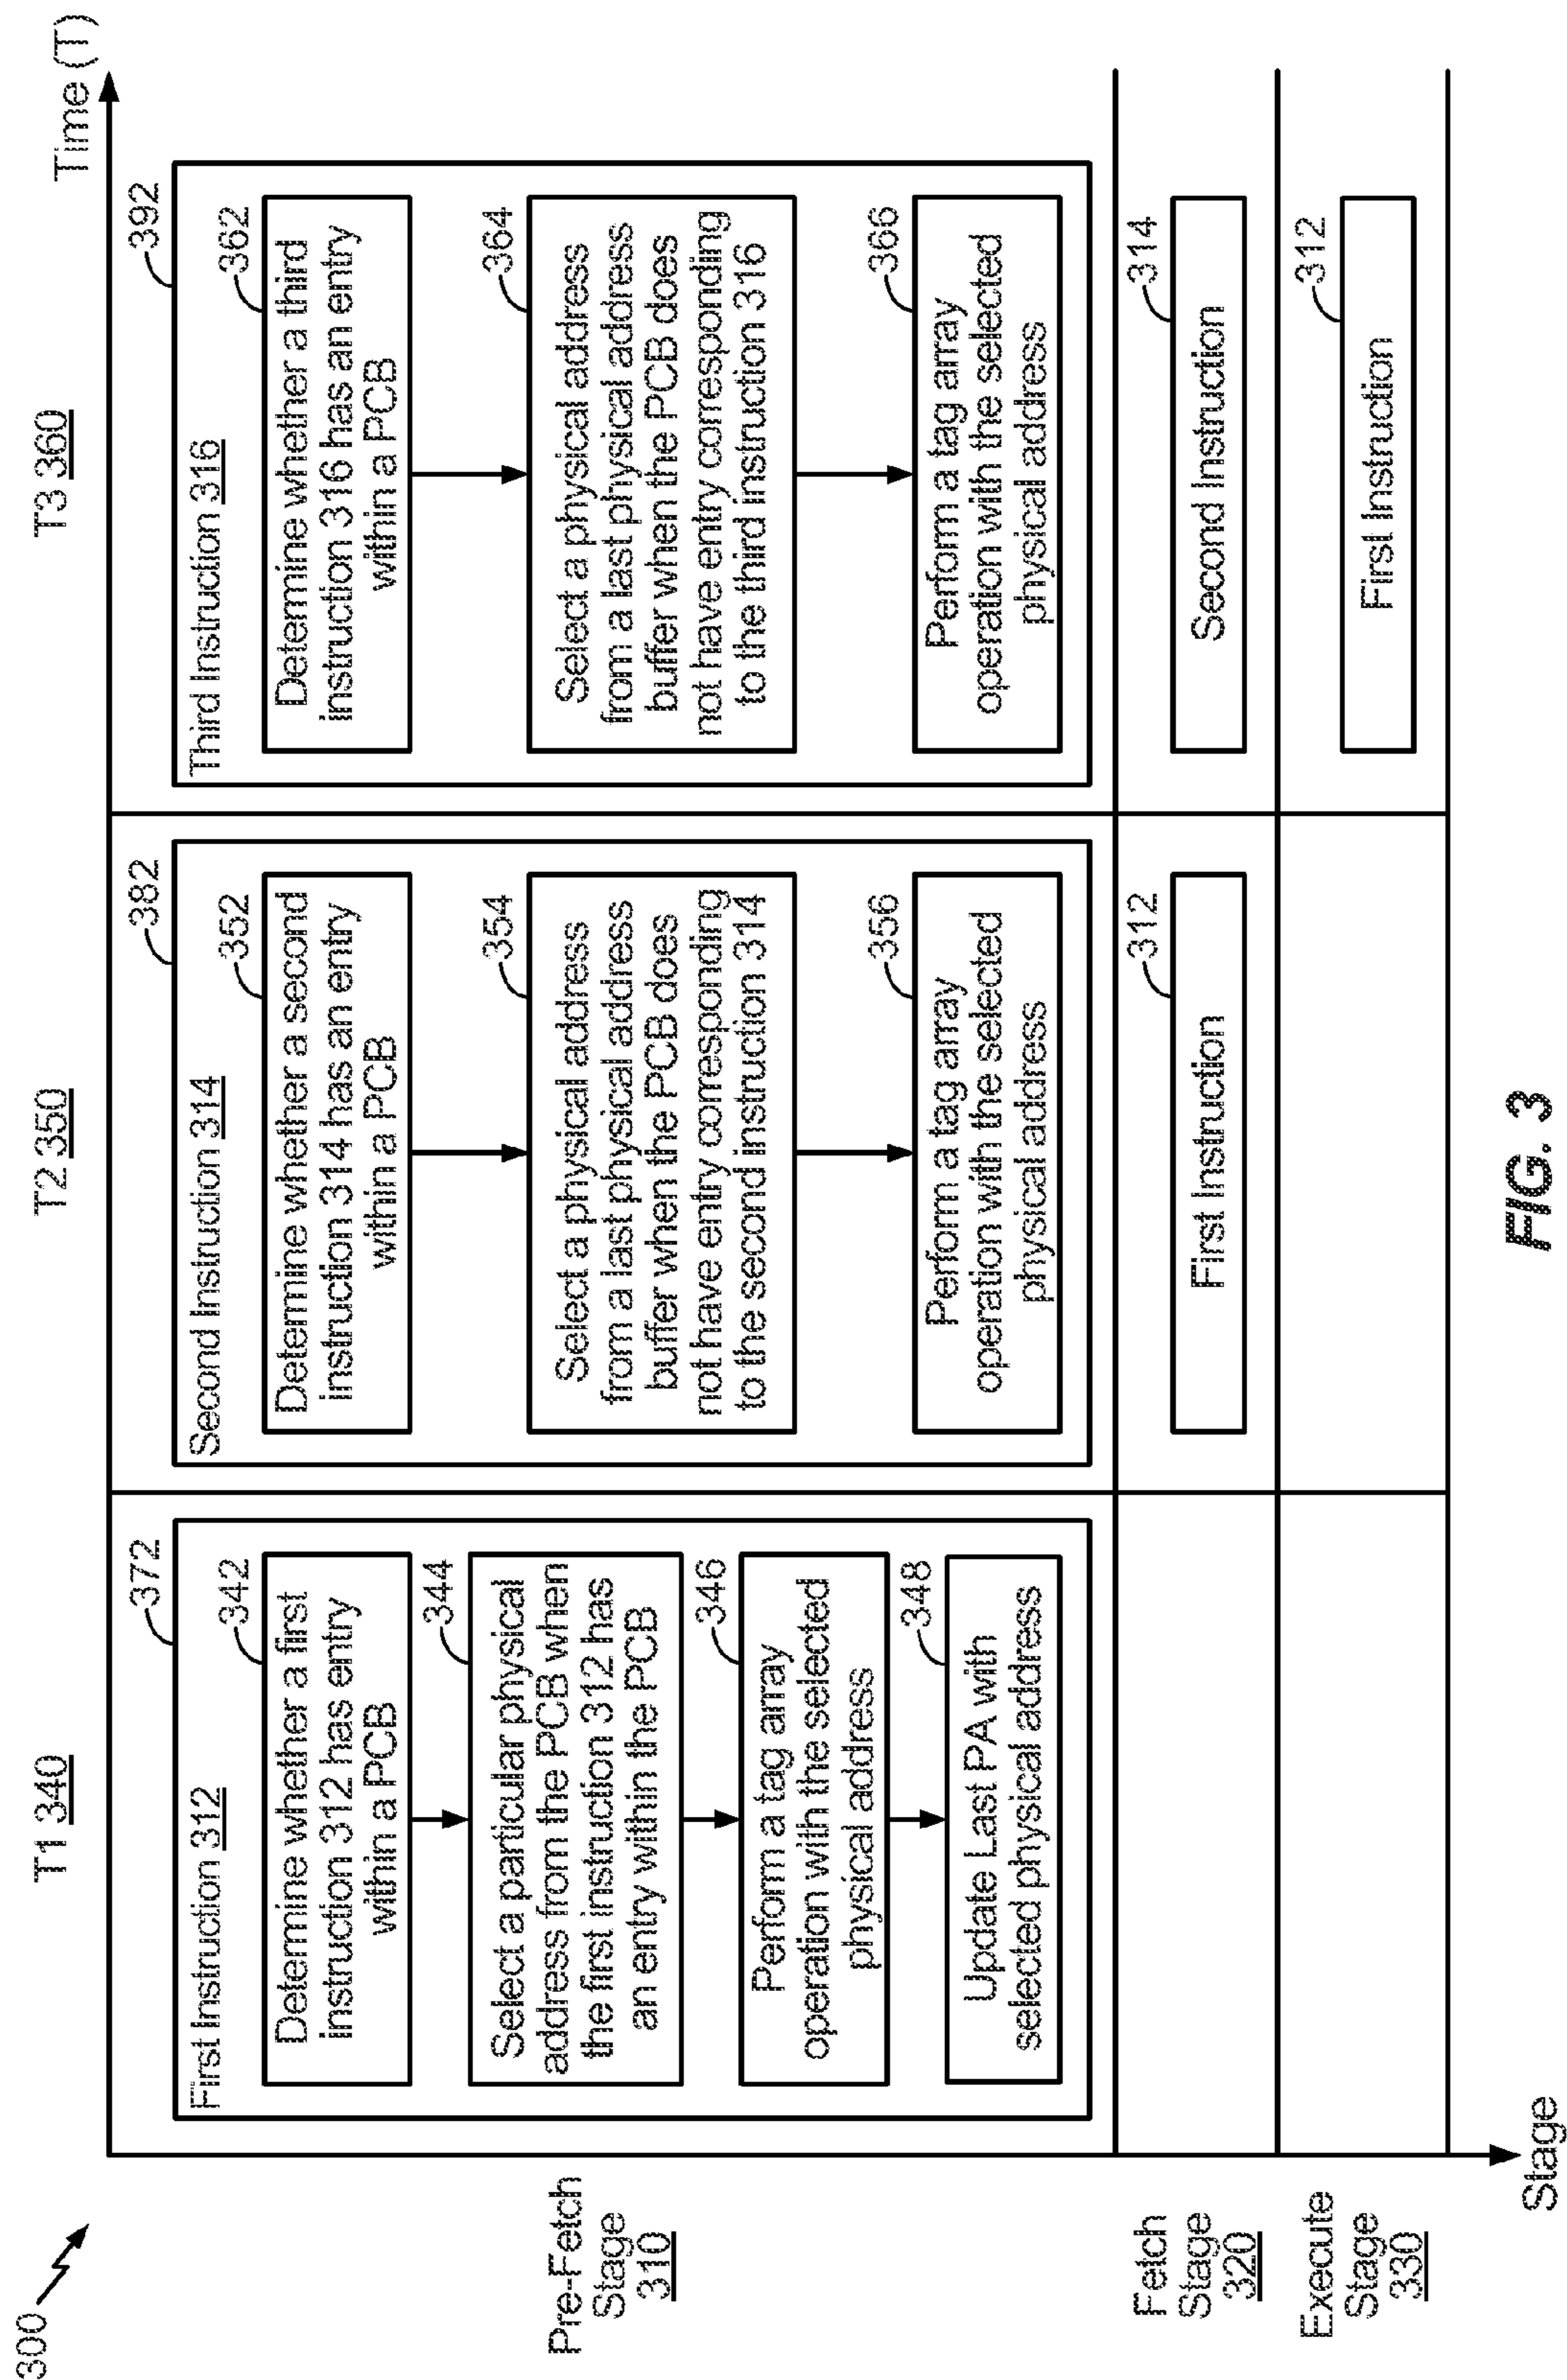 300
T1 340
T2 350
T3 360
Time (T)
372
First Instruction 312
342
Determine whether a first
instruction 312 has entry
within a PCB
344
Select a particular physical
address from the PCB when
the first instruction 312 has
an entry within the PCB
346
Perform a tag array
operation with the selected
physical address
348
Update Last PA with
selected physical address
382
Second Instruction 314
352
Determine whether a second
instruction 314 has an entry
within a PCB
354
Select a physical address
from a last physical address
buffer when the PCB does
not have entry corresponding
to the second instruction 314
356
Perform a tag array
operation with the selected
physical address
392
Third Instruction 316
362
Determine whether a third
instruction 316 has an entry
within a PCB
364
Select a physical address
from a last physical address
buffer when the PCB does
not have entry corresponding
to the third instruction 316
366
Perform a tag array
operation with the selected
physical address
Pre-Fetch
Stage
310
Fetch
Stage
320
312
First Instruction
314
Second Instruction
Execute
Stage
330
312
First Instruction
Stage
FIG. 3